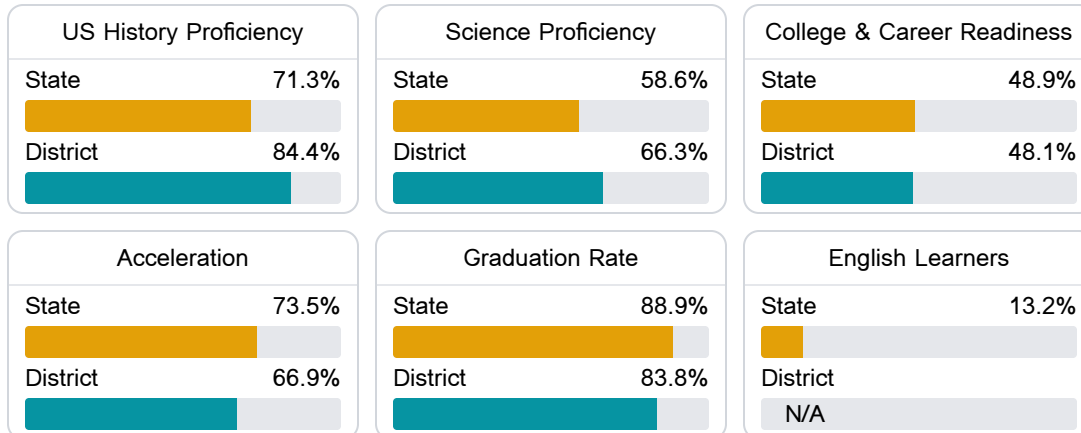 US History Proficiency
State 71.3%
District 84.4%
Science Proficiency
State 58.6%
District 66.3%
College & Career Readiness
State 48.9%
District 48.1%
Acceleration
State 73.5%
District 66.9%
Graduation Rate
State 88.9%
District 83.8%
English Learners
State 13.2%
District
N/A